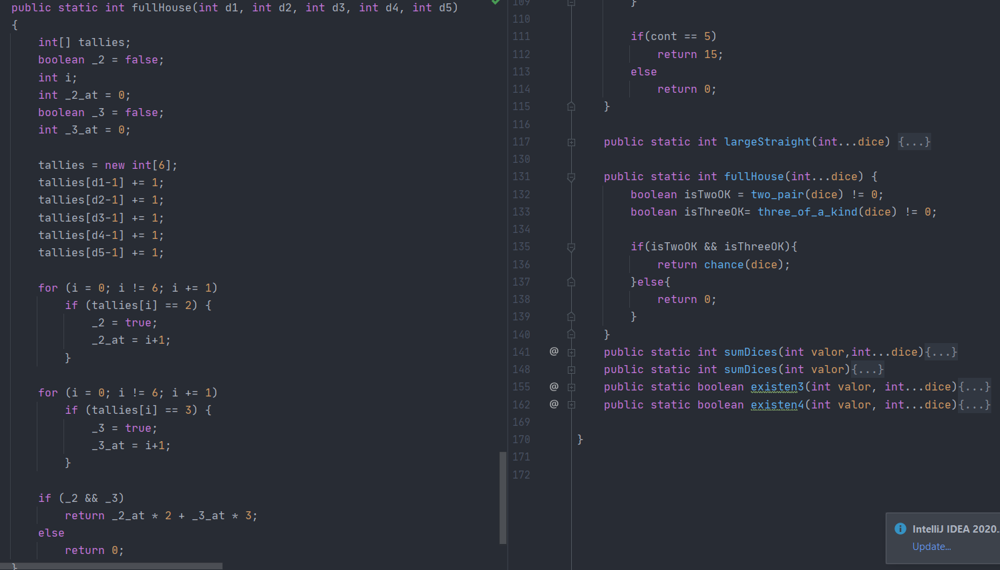 public static int fullHouse(int d1, int d2, int d3, int d4, int d5)
{
    int[] tallies;
    boolean _2 = false;
    int i;
    int _2_at = 0;
    boolean _3 = false;
    int _3_at = 0;

    tallies = new int[6];
    tallies[d1-1] += 1;
    tallies[d2-1] += 1;
    tallies[d3-1] += 1;
    tallies[d4-1] += 1;
    tallies[d5-1] += 1;

    for (i = 0; i != 6; i += 1)
        if (tallies[i] == 2) {
            _2 = true;
            _2_at = i+1;
        }

    for (i = 0; i != 6; i += 1)
        if (tallies[i] == 3) {
            _3 = true;
            _3_at = i+1;
        }

    if (_2 && _3)
        return _2_at * 2 + _3_at * 3;
    else
        return 0;
}
109         }
110
111         if(cont == 5)
112             return 15;
113         else
114             return 0;
115     }
116
117     public static int largeStraight(int...dice) {...}
130
131     public static int fullHouse(int...dice) {
132         boolean isTwoOK = two_pair(dice) != 0;
133         boolean isThreeOK= three_of_a_kind(dice) != 0;
134
135         if(isTwoOK && isThreeOK){
136             return chance(dice);
137         }else{
138             return 0;
139         }
140     }
141 @   public static int sumDices(int valor,int...dice){...}
148     public static int sumDices(int valor){...}
155 @   public static boolean existen3(int valor, int...dice){...}
162 @   public static boolean existen4(int valor, int...dice){...}
169
170 }
171
172
IntelliJ IDEA 2020.
Update...